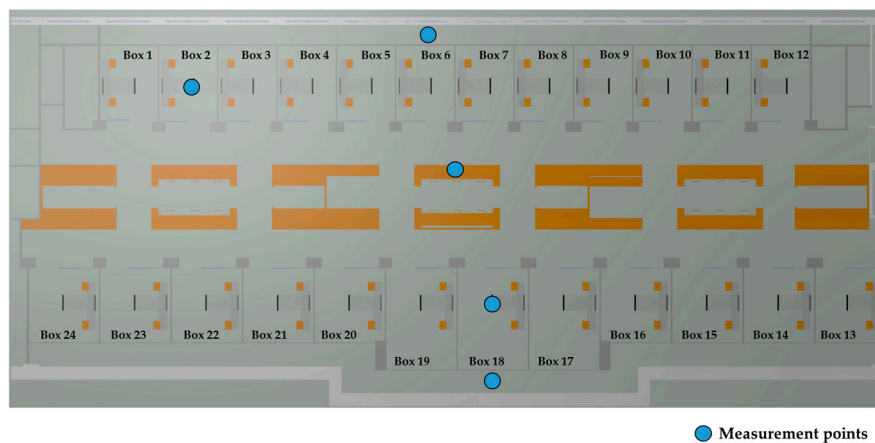 Box 1 Box 2 Box 3 Box 4 Box 5 Box 6 Box 7 Box 8 Box 9 Box 10 Box 11 Box 12
Box 24 Box 23 Box 22 Box 21 Box 20 Box 16 Box 15 Box 14 Box 13
Box 19 Box 18 Box 17
Measurement points